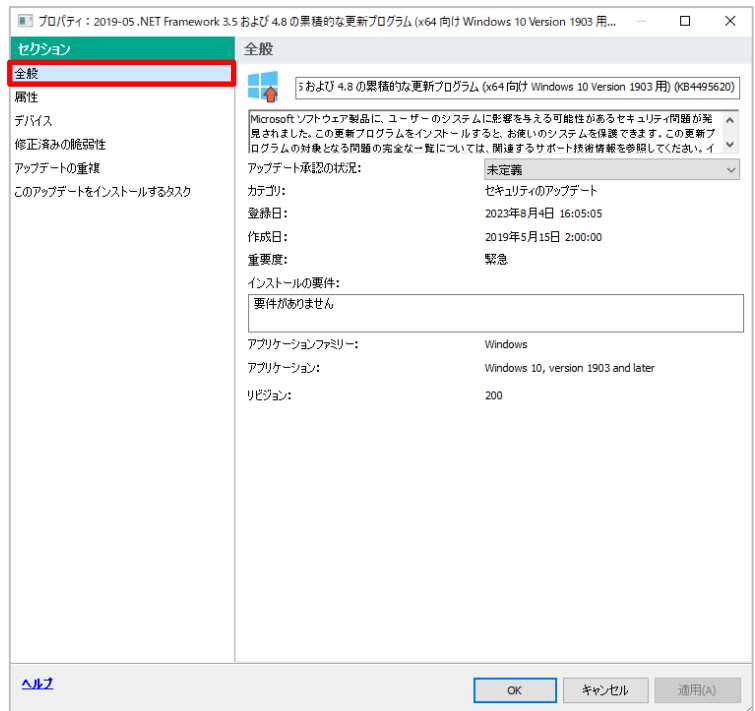 プロパティ：2019-05 .NET Framework 3.5 および 4.8 の累積的な更新プログラム (x64 向け Windows 10 Version 1903 用...
セクション
全般
属性
デバイス
修正済みの脆弱性
アップデートの重複
このアップデートをインストールするタスク
全般
5 および 4.8 の累積的な更新プログラム (x64 向け Windows 10 Version 1903 用) (KB4495620)
Microsoft ソフトウェア製品に、ユーザーのシステムに影響を与える可能性があるセキュリティ問題が発
見されました。この更新プログラムをインストールすると、お使いのシステムを保護できます。この更新プ
ログラムの対象となる問題の完全な一覧については、関連するサポート技術情報を参照してください。イ
アップデート承認の状況:
未定義
カテゴリ:
セキュリティのアップデート
登録日:
2023年8月4日 16:05:05
作成日:
2019年5月15日 2:00:00
重要度:
緊急
インストールの要件:
要件がありません
アプリケーションファミリー:
Windows
アプリケーション:
Windows 10, version 1903 and later
リビジョン:
200
ヘルプ
OK
キャンセル
適用(A)